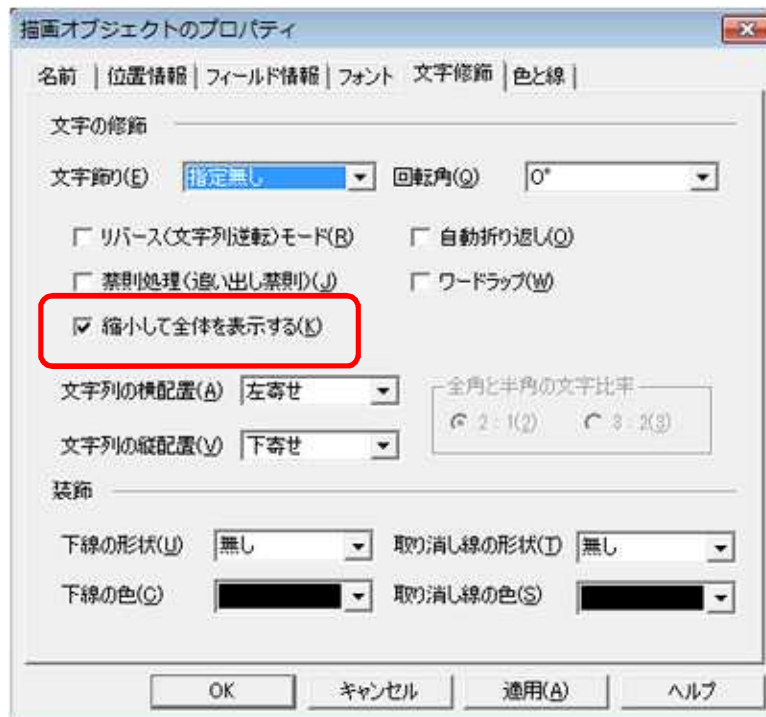 描画オブジェクトのプロパティ
名前 位置情報 フィールド情報 フォント 文字修飾 色と線
文字の修飾
文字飾り(E) 指定無し 回転角(Q) 0°
リバース(文字列逆転)モード(R) 自動折り返し(O)
禁則処理(追い出し禁則)(J) ワードラップ(W)
縮小して全体を表示する(K)
文字列の横配置(A) 左寄せ 全角と半角の文字比率
2:1(2) 3:2(3)
文字列の縦配置(V) 下寄せ
装飾
下線の形状(U) 無し 取り消し線の形状(T) 無し
下線の色(C) 取り消し線の色(S)
OK キャンセル 適用(A) ヘルプ